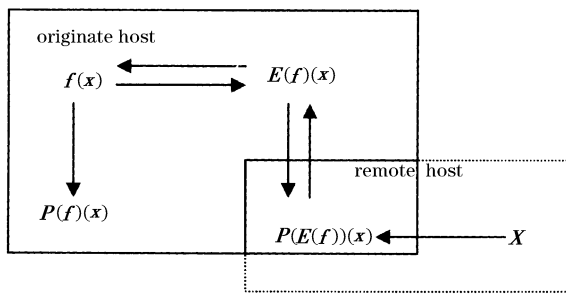 originate host
f(x)
E(f)(x)
remote host
P(f)(x)
P(E(f))(x)
X